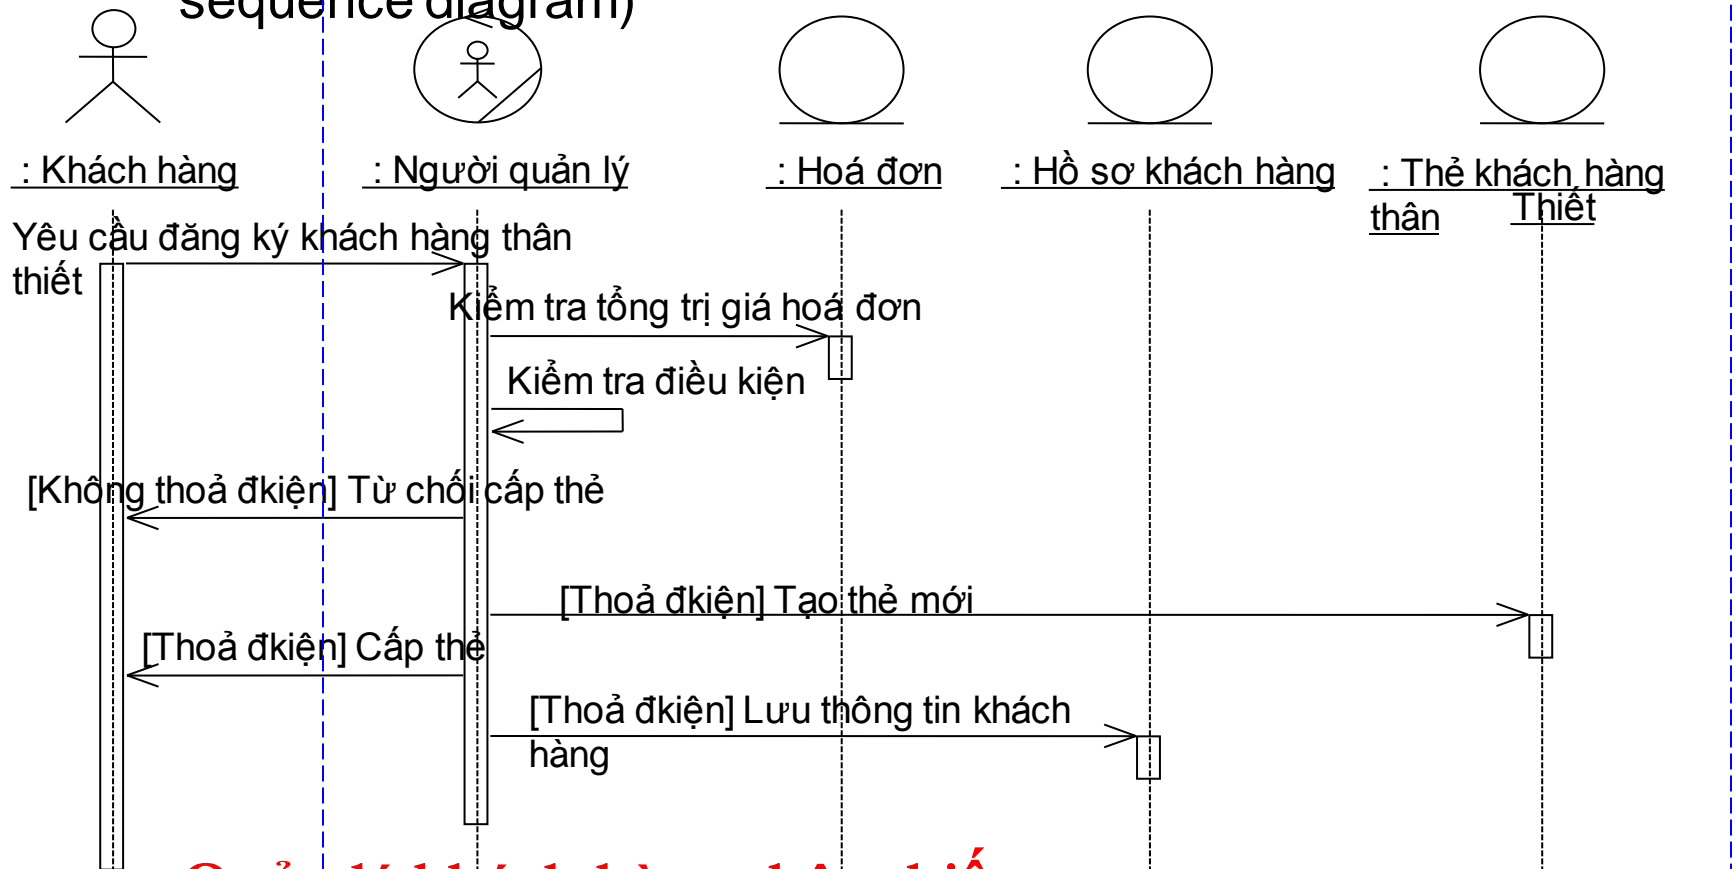 sequence diagram)
: Khách hàng
: Người quản lý
: Hoá đơn
: Hồ sơ khách hàng
: Thẻ khách hàng
thân
Thiết
Yêu cầu đăng ký khách hàng thân
thiết
Kiểm tra tổng trị giá hoá đơn
Kiểm tra điều kiện
[Không thoả đkiện] Từ chối cấp thẻ
[Thoả đkiện] Tạo thẻ mới
[Thoả đkiện] Cấp thẻ
[Thoả đkiện] Lưu thông tin khách
hàng